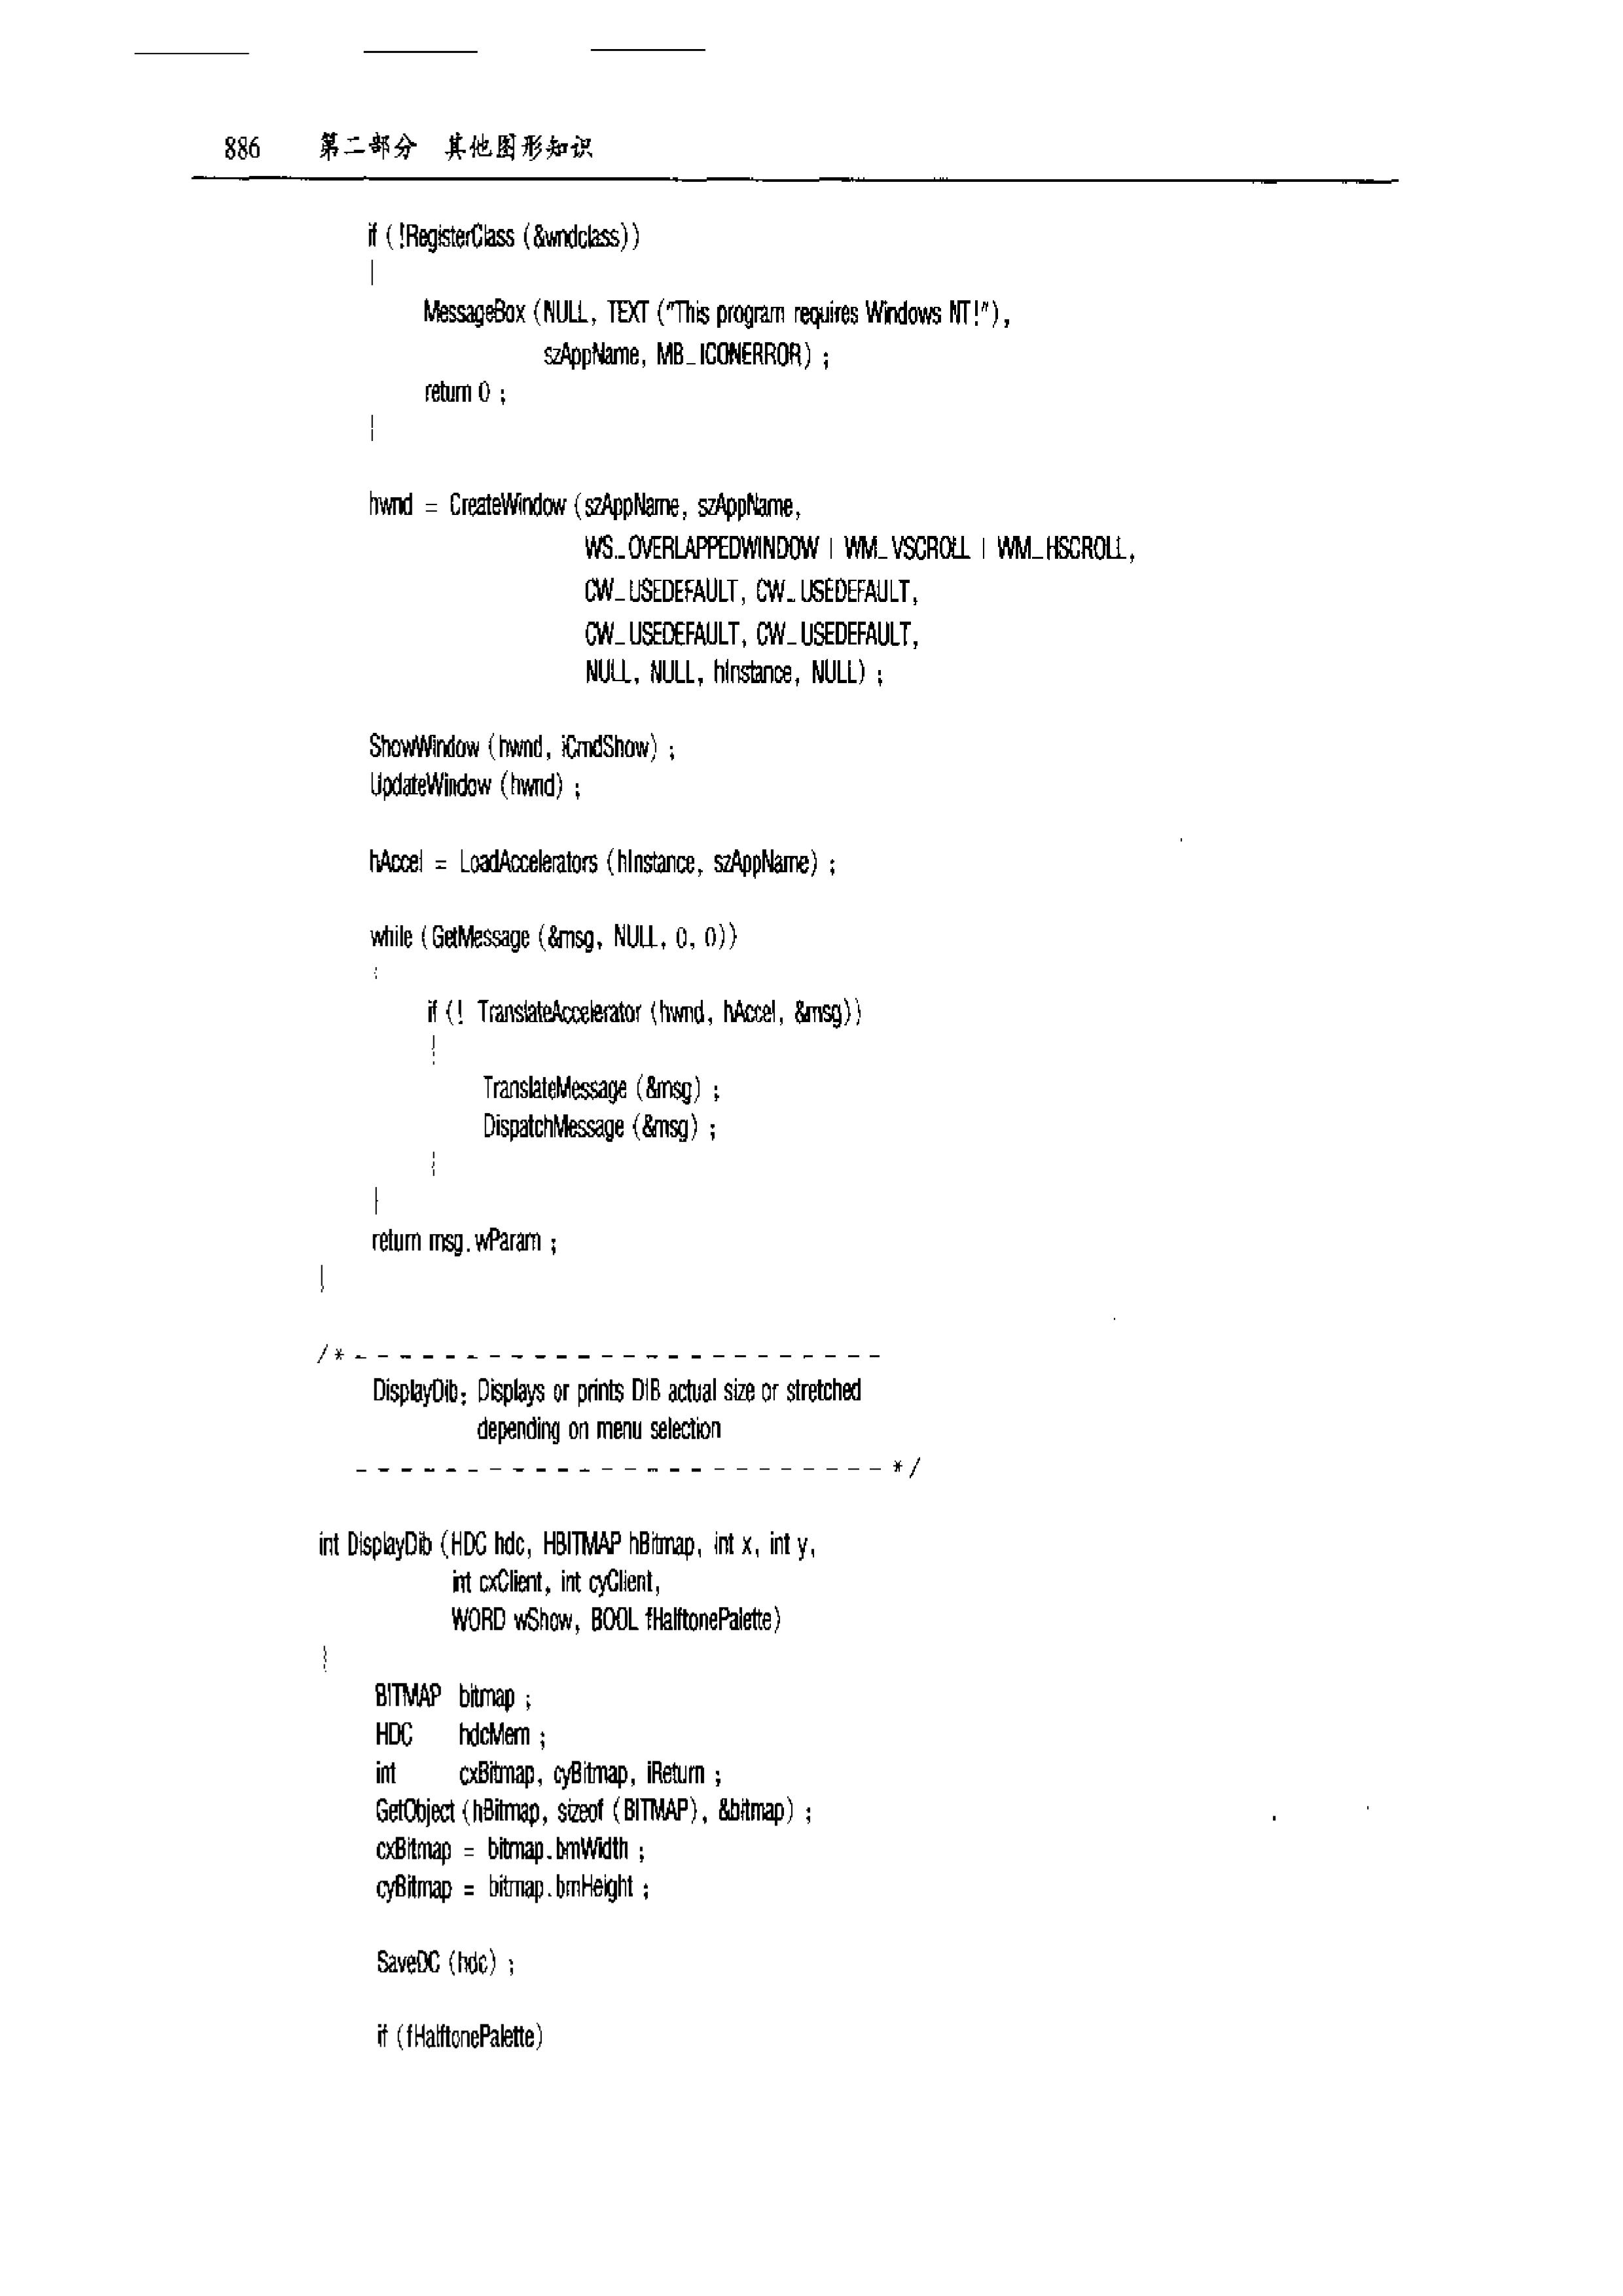 886 第二部分 其他图形知识
if (!RegisterClass (&wndclass))
{
MessageBox (NULL, TEXT ("This program requires Windows NT!"),
szAppName, MB_ICONERROR) ;
return 0 ;
}
hwnd = CreateWindow (szAppName, szAppName,
WS_OVERLAPPEDWINDOW | WM_VSCROLL | WM_HSCROLL,
CW_USEDEFAULT, CW_USEDEFAULT,
CW_USEDEFAULT, CW_USEDEFAULT,
NULL, NULL, hInstance, NULL) ;
ShowWindow (hwnd, iCmdShow) ;
UpdateWindow (hwnd) ;
hAccel = LoadAccelerators (hInstance, szAppName) ;
while (GetMessage (&msg, NULL, 0, 0))
{
if (! TranslateAccelerator (hwnd, hAccel, &msg))
{
TranslateMessage (&msg) ;
DispatchMessage (&msg) ;
}
}
return msg.wParam ;
}
/* - - - - - - - - - - - - - - - - - - - - - - - -
DisplayDib: Displays or prints DIB actual size or stretched
depending on menu selection
- - - - - - - - - - - - - - - - - - - - - - - - */
int DisplayDib (HDC hdc, HBITMAP hBitmap, int x, int y,
int cxClient, int cyClient,
WORD wShow, BOOL fHalftonePalette)
{
BITMAP bitmap ;
HDC hdcMem ;
int cxBitmap, cyBitmap, iReturn ;
GetObject (hBitmap, sizeof (BITMAP), &bitmap) ;
cxBitmap = bitmap.bmWidth ;
cyBitmap = bitmap.bmHeight ;
SaveDC (hdc) ;
if (fHalftonePalette)